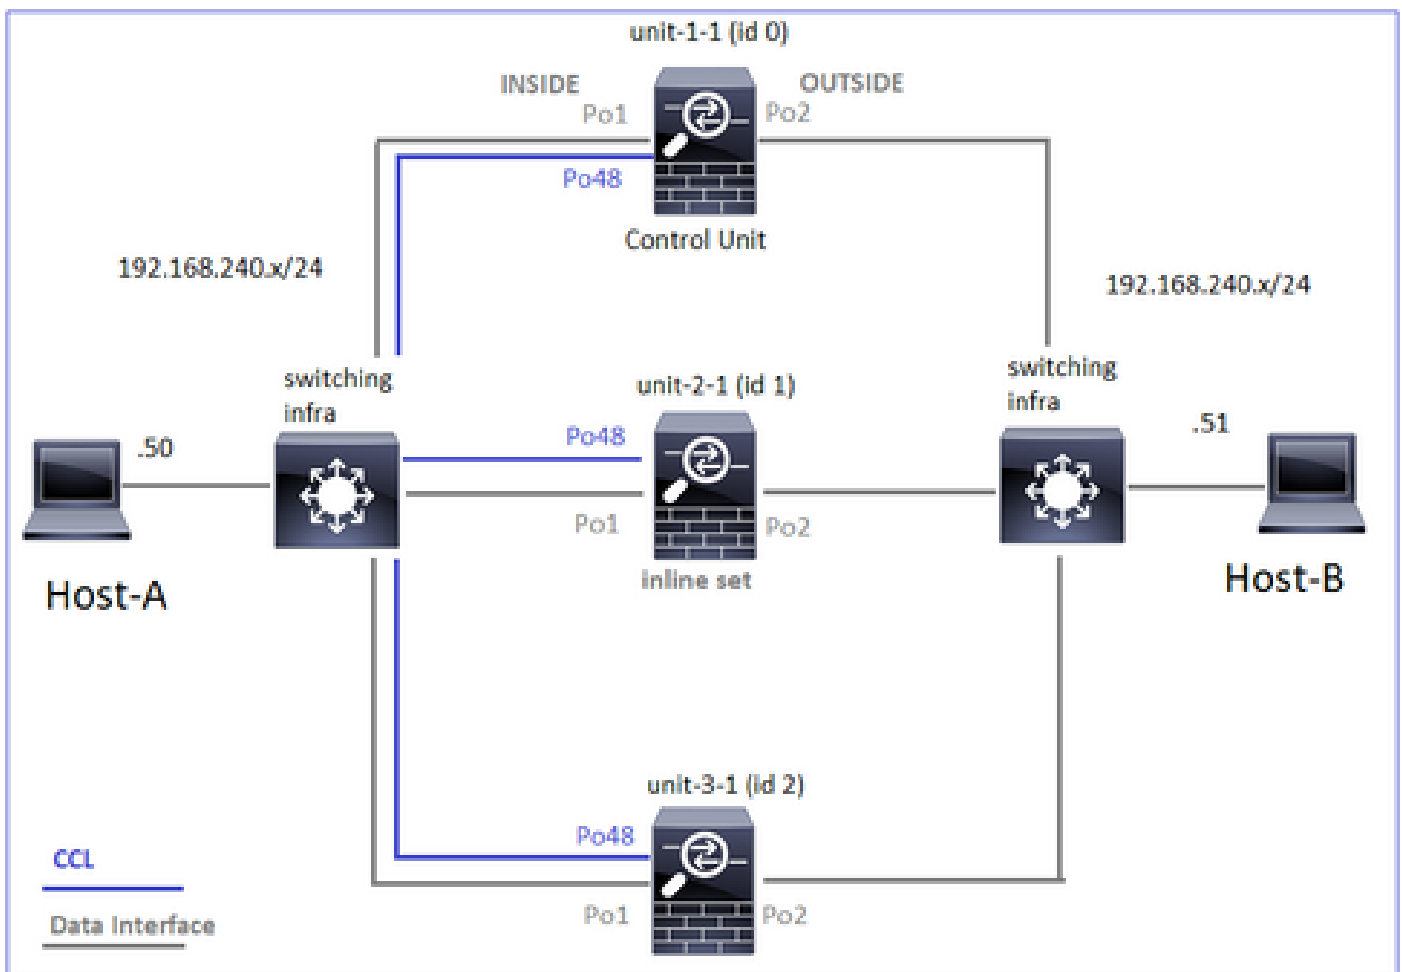 unit-1-1 (id 0)
INSIDE
OUTSIDE
Po1
Po2
Po48
Control Unit
192.168.240.x/24
192.168.240.x/24
switching
infra
switching
infra
unit-2-1 (id 1)
.50
Po48
.51
Po1
Po2
inline set
Host-A
Host-B
unit-3-1 (id 2)
Po48
CCL
Po1
Po2
Data Interface